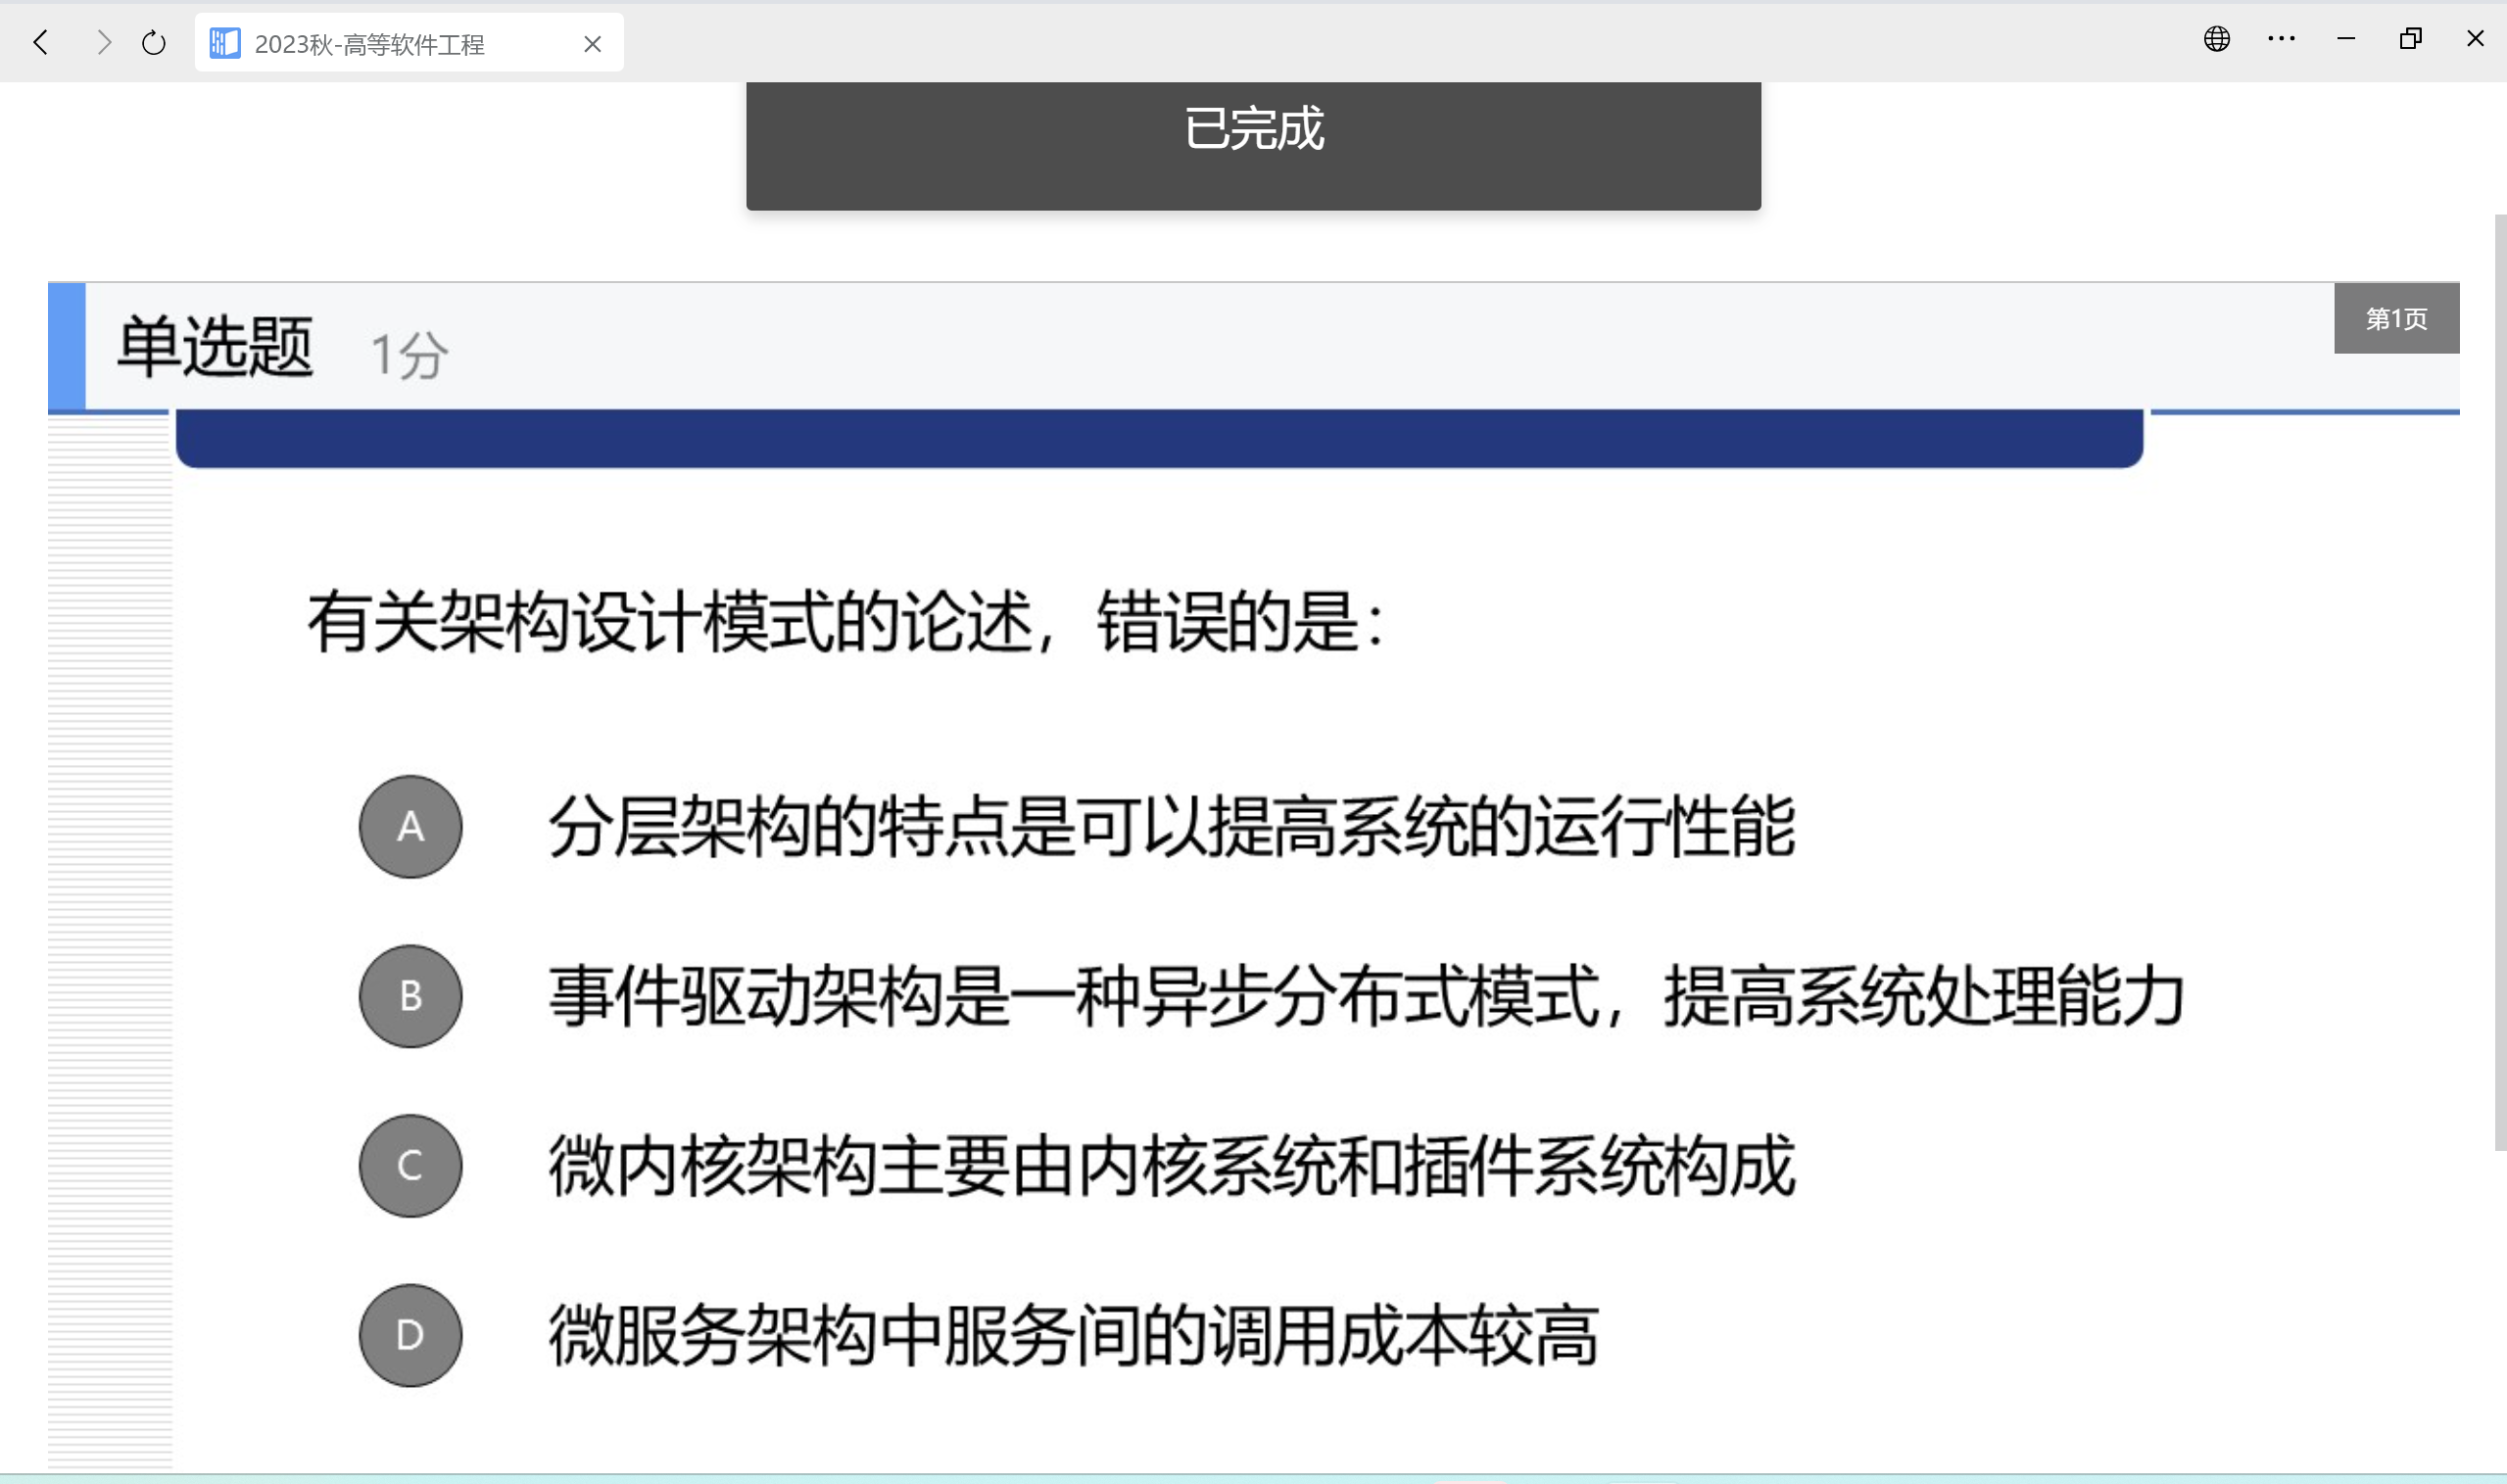 2023秋-高等软件工程
已完成
单选题 1分
第1页
有关架构设计模式的论述，错误的是：
A 分层架构的特点是可以提高系统的运行性能
B 事件驱动架构是一种异步分布式模式，提高系统处理能力
C 微内核架构主要由内核系统和插件系统构成
D 微服务架构中服务间的调用成本较高